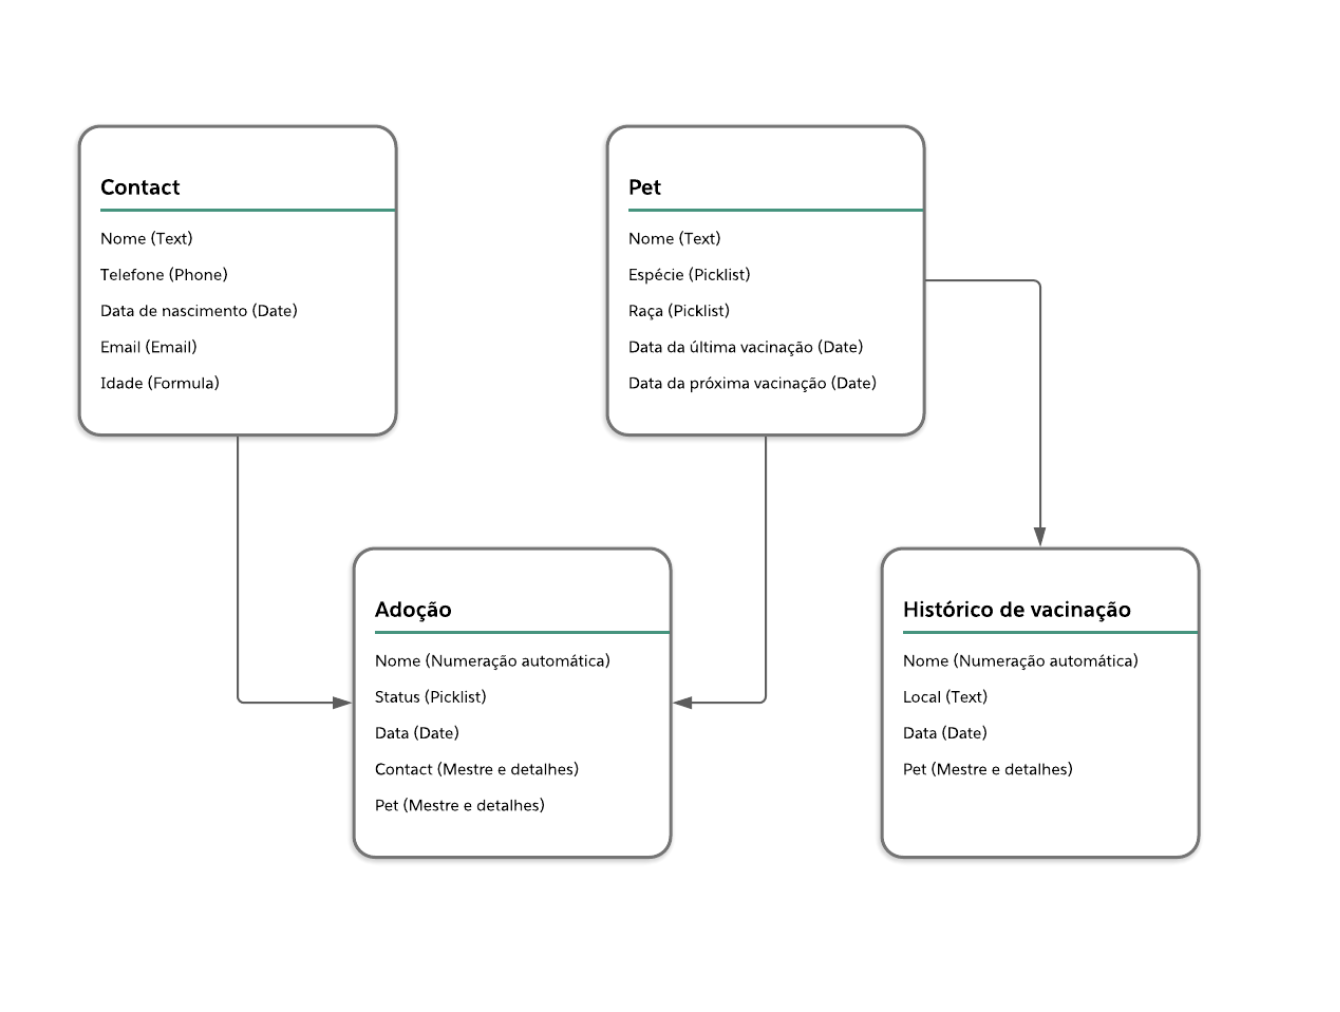 Contact
Nome (Text)
Telefone (Phone)
Data de nascimento (Date)
Email (Email)
Idade (Formula)
Pet
Nome (Text)
Espécie (Picklist)
Raça (Picklist)
Data da última vacinação (Date)
Data da próxima vacinação (Date)
Adoção
Nome (Numeração automática)
Status (Picklist)
Data (Date)
Contact (Mestre e detalhes)
Pet (Mestre e detalhes)
Histórico de vacinação
Nome (Numeração automática)
Local (Text)
Data (Date)
Pet (Mestre e detalhes)